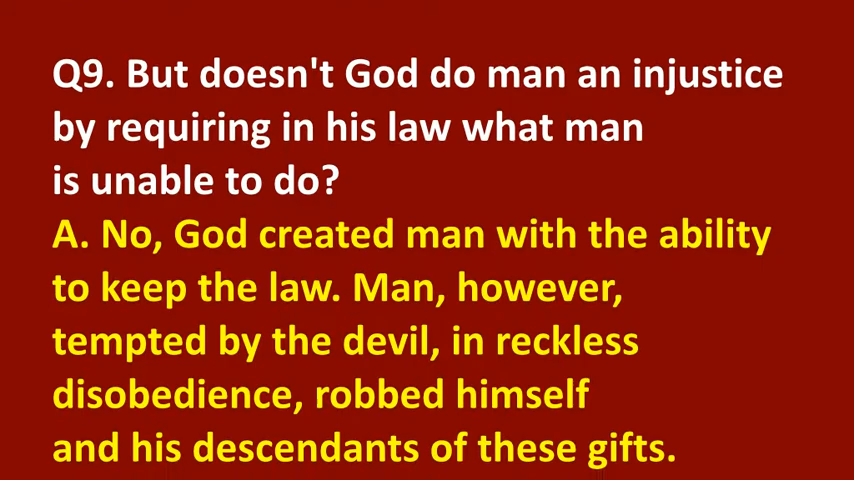 Q9. But doesn't God do man an injustice
by requiring in his law what man
is unable to do?
A. No, God created man with the ability
to keep the law. Man, however,
tempted by the devil, in reckless
disobedience, robbed himself
and his descendants of these gifts.